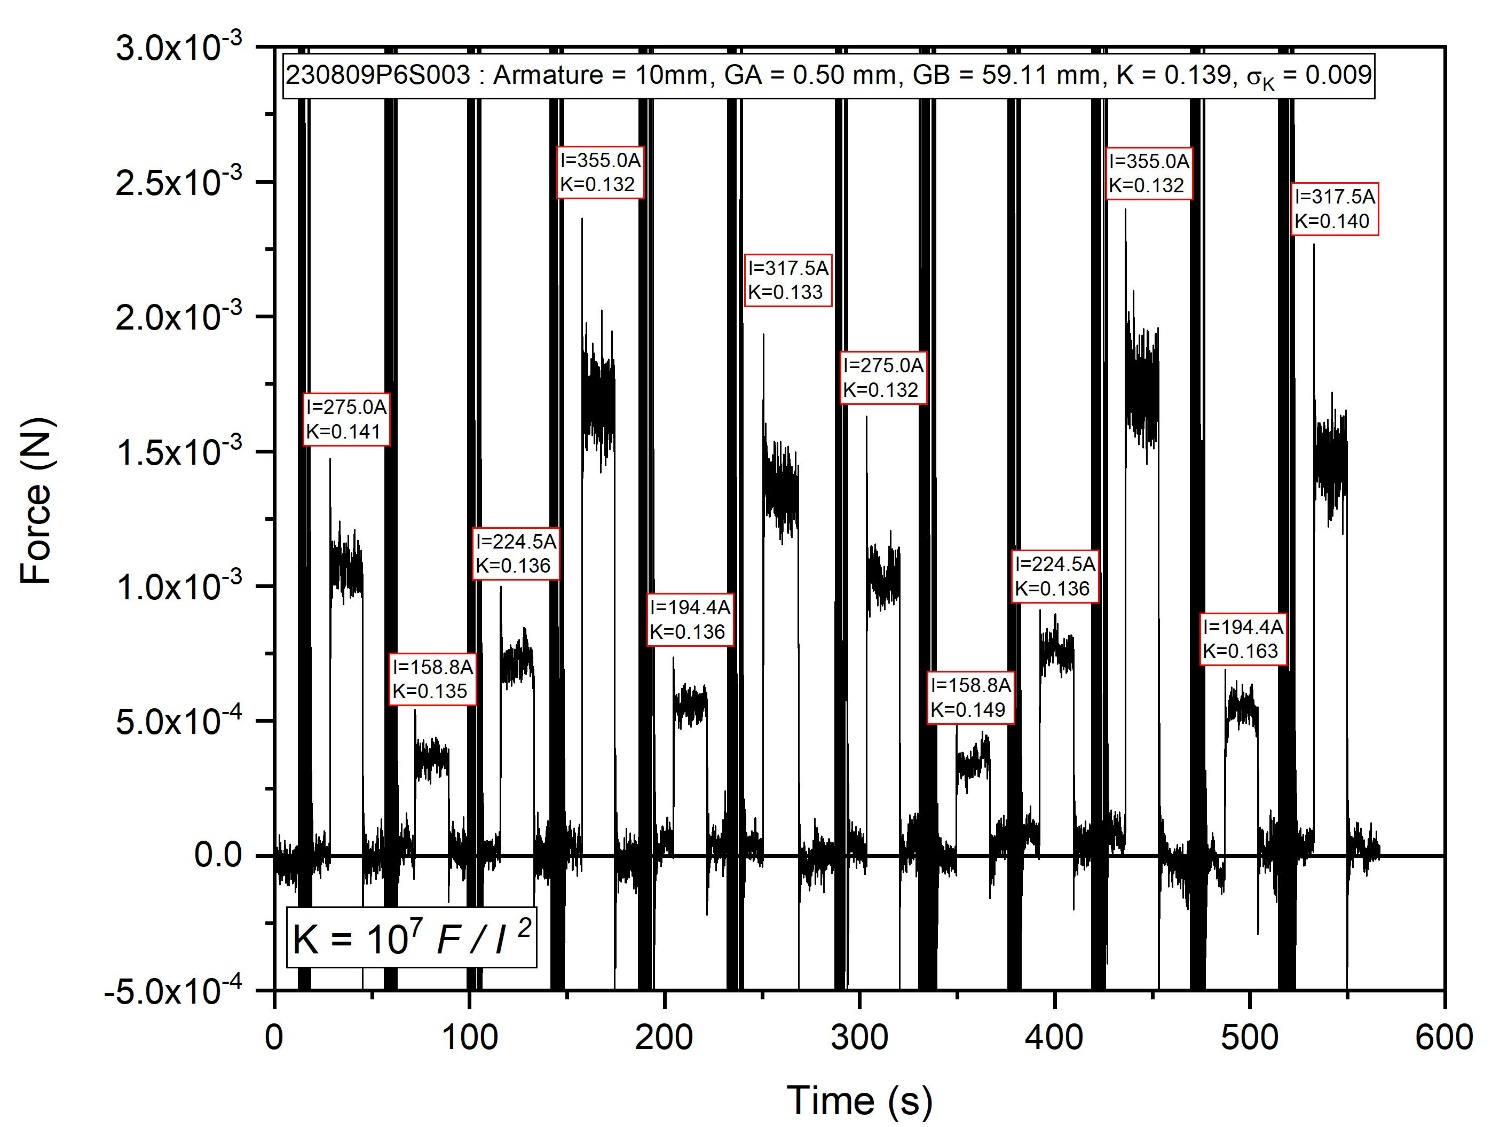 230809P6S003 : Armature = 10mm, GA = 0.50 mm, GB = 59.11 mm, K = 0.139, σK = 0.009
3.0x10-3
2.5x10-3
2.0x10-3
1.5x10-3
1.0x10-3
5.0x10-4
0.0
-5.0x10-4
Force (N)
I=275.0A
K=0.141
I=158.8A
K=0.135
I=224.5A
K=0.136
I=355.0A
K=0.132
I=194.4A
K=0.136
I=317.5A
K=0.133
I=275.0A
K=0.132
I=158.8A
K=0.149
I=224.5A
K=0.136
I=355.0A
K=0.132
I=194.4A
K=0.163
I=317.5A
K=0.140
K = 10⁷ F / I ²
0 100 200 300 400 500 600
Time (s)